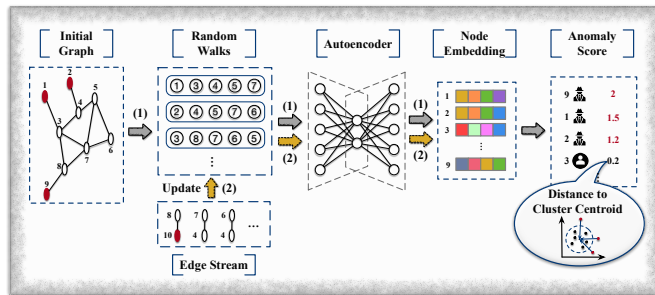 Initial Graph
Random Walks
Autoencoder
Node Embedding
Anomaly Score
1
2
5
4
3
6
7
8
9
(1)
1 3 4 5 7
2 4 5 7 6
3 8 7 6 5
⋮
Update (2)
8 7 6
10 4 4 ...
Edge Stream
(1)
(2)
(1)
(2)
1
2
3
⋮
9
9 2
1 1.5
2 1.2
3 0.2
Distance to
Cluster Centroid